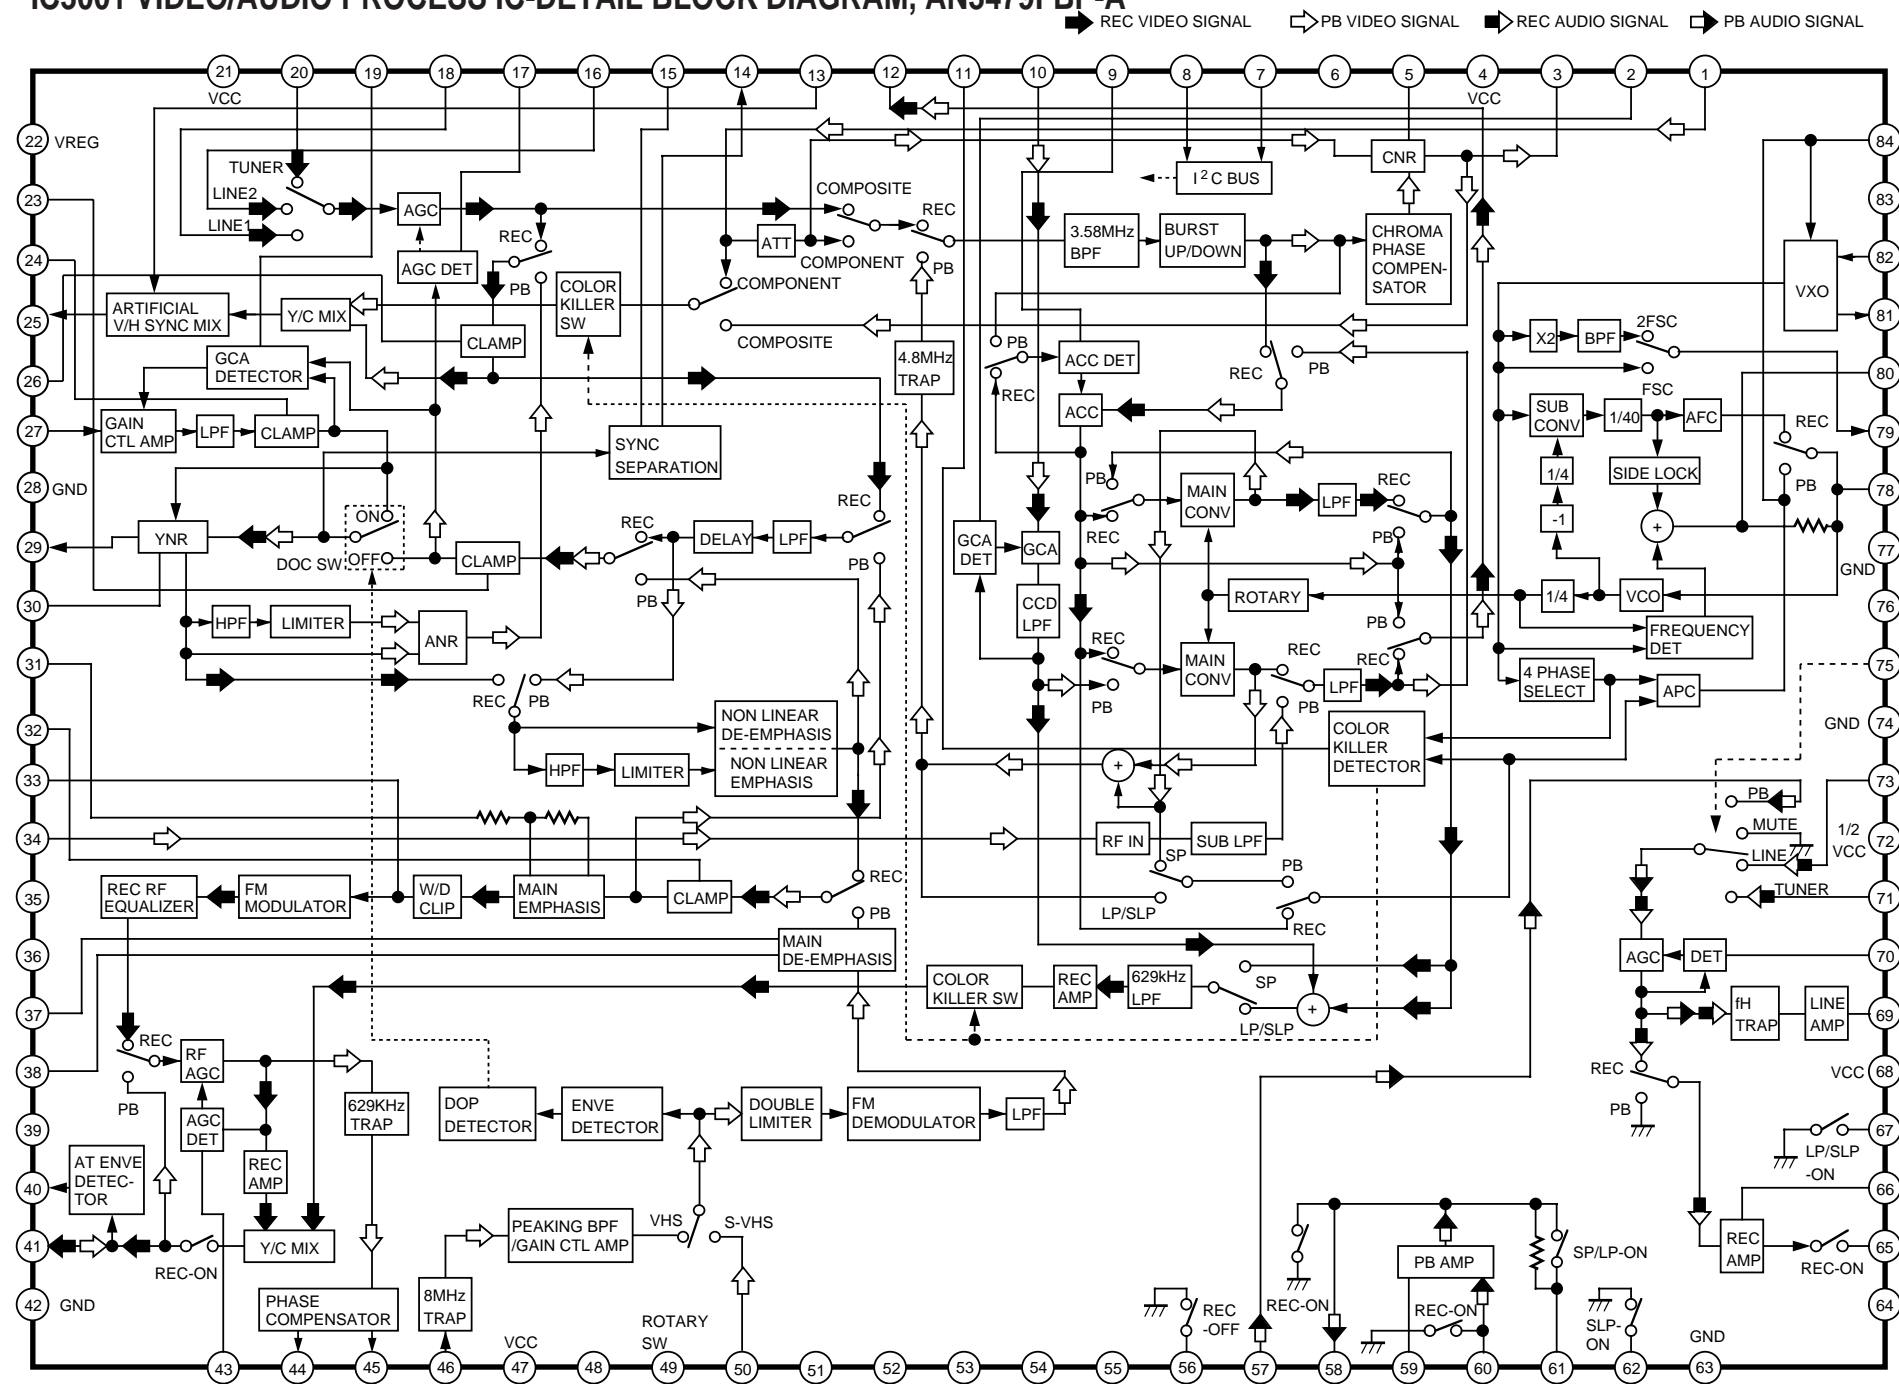 IC3001 VIDEO/AUDIO PROCESS IC-DETAIL BLOCK DIAGRAM, AN3479FBP-A
REC VIDEO SIGNAL
PB VIDEO SIGNAL
REC AUDIO SIGNAL
PB AUDIO SIGNAL
21 20 19 18 17 16 15 14 13 12 11 10 9 8 7 6 5 4 3 2 1
VCC
VCC
22 VREG
84
TUNER
CNR
I²C BUS
23
LINE2
LINE1
AGC
COMPOSITE
REC
83
REC
ATT
3.58MHz
BPF
BURST
UP/DOWN
CHROMA
PHASE
COMPEN-
SATOR
24
AGC DET
PB
COMPONENT
PB
82
COLOR
KILLER
SW
COMPONENT
VXO
25
ARTIFICIAL
V/H SYNC MIX
Y/C MIX
CLAMP
COMPOSITE
PB
ACC DET
81
2FSC
X2
BPF
GCA
DETECTOR
4.8MHz
TRAP
REC
REC
PB
26
80
FSC
GAIN
CTL AMP
LPF
CLAMP
ACC
SUB
CONV
1/40
AFC
REC
27
79
SYNC
SEPARATION
PB
MAIN
CONV
LPF
REC
1/4
SIDE LOCK
PB
28 GND
78
ON
REC
REC
REC
-1
+
29
YNR
DOC SW
OFF
CLAMP
DELAY
LPF
PB
GCA
DET
GCA
PB
77
GND
30
PB
CCD
LPF
ROTARY
1/4
VCO
76
HPF
LIMITER
ANR
PB
FREQUENCY
DET
31
REC
MAIN
CONV
REC
REC
75
REC
PB
PB
LPF
PB
4 PHASE
SELECT
APC
32
NON LINEAR
DE-EMPHASIS
NON LINEAR
EMPHASIS
COLOR
KILLER
DETECTOR
GND 74
HPF
LIMITER
+
33
73
PB
MUTE
34
RF IN
SUB LPF
LINE
1/2
VCC
72
SP
PB
35
REC RF
EQUALIZER
FM
MODULATOR
W/D
CLIP
MAIN
EMPHASIS
CLAMP
REC
TUNER
71
LP/SLP
REC
PB
36
MAIN
DE-EMPHASIS
AGC
DET
70
COLOR
KILLER SW
REC
AMP
629kHz
LPF
SP
+
LP/SLP
fH
TRAP
LINE
AMP
37
69
REC
RF
AGC
38
REC
VCC 68
PB
629KHz
TRAP
DOP
DETECTOR
ENVE
DETECTOR
DOUBLE
LIMITER
FM
DEMODULATOR
LPF
PB
39
AGC
DET
67
LP/SLP
-ON
AT ENVE
DETEC-
TOR
REC
AMP
40
66
PEAKING BPF
/GAIN CTL AMP
VHS
S-VHS
41
Y/C MIX
REC-ON
PB AMP
SP/LP-ON
REC
AMP
REC-ON
65
42 GND
PHASE
COMPENSATOR
8MHz
TRAP
REC
-OFF
REC-ON
REC-ON
SLP-
ON
64
VCC
ROTARY
SW
GND
43 44 45 46 47 48 49 50 51 52 53 54 55 56 57 58 59 60 61 62 63